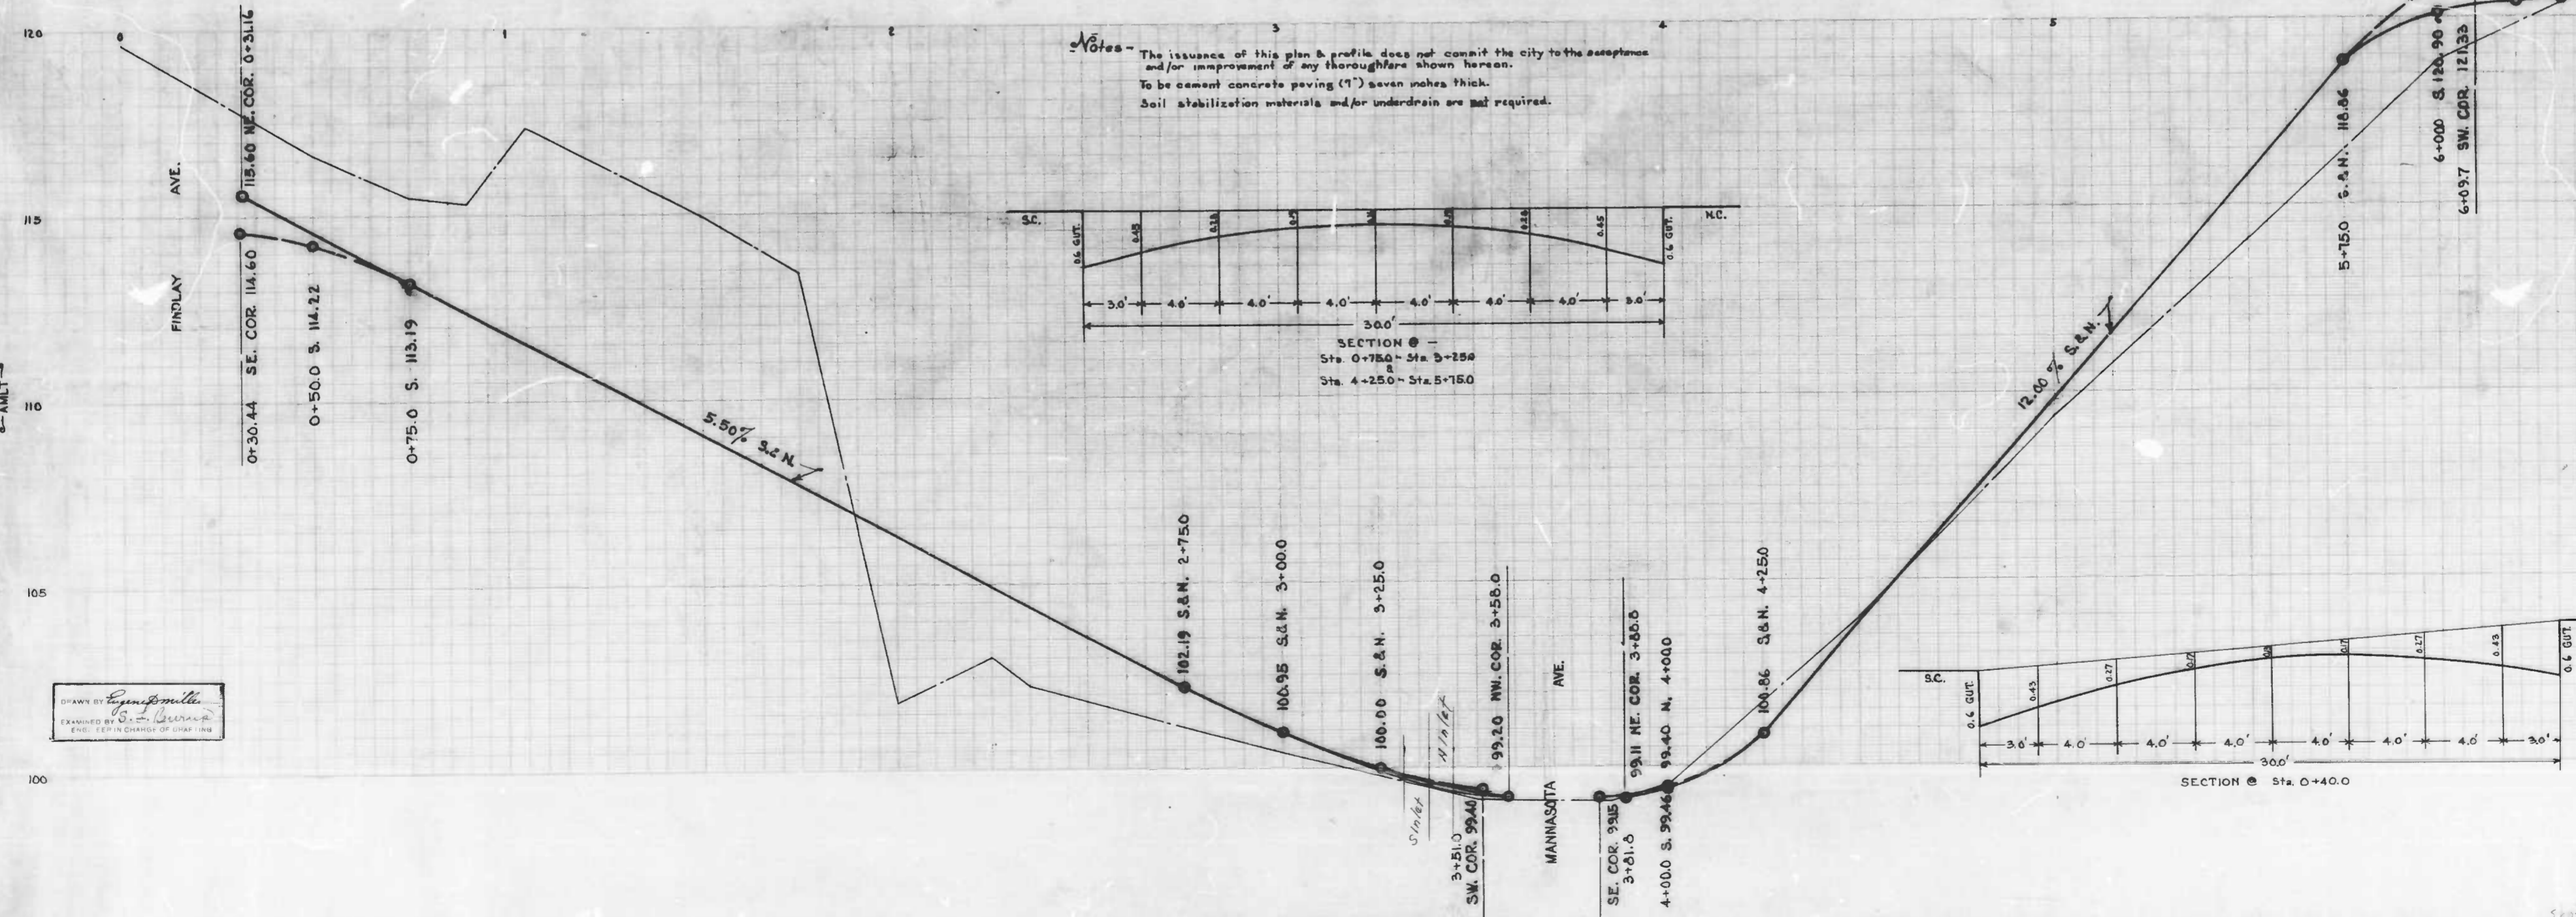 120
115
110
105
100
0
1
2
3
4
5
AMLT
FINDLAY AVE.
115.60 NE. COR. 0+31.16
0+30.44 SE. COR. 114.60
0+50.0 S. 114.22
0+75.0 S. 113.19
5.50% S.& N.
Notes -
The issuance of this plan & profile does not commit the city to the acceptance
and/or immprovement of any thoroughfare shown hereon.
To be cement concrete paving (7") seven inches thick.
Soil stabilization materials and/or underdrain are not required.
S.C.
N.C.
0.6 GUT.
0.45
0.26
0.45
0.6 GUT.
3.0' 4.0' 4.0' 4.0' 4.0' 4.0' 4.0' 3.0'
30.0'
SECTION @ -
Sta. 0+75.0 - Sta. 3+25.0
&
Sta. 4+25.0 - Sta. 5+75.0
102.19 S.&N. 2+75.0
100.95 S.&N. 3+00.0
100.00 S.&N. 3+25.0
S Inlet
N Inlet
3+51.0
SW. COR. 99.40
99.20 NW. COR. 3+58.0
MANNASOTA AVE.
SE. COR. 99.15
3+81.8
99.11 NE. COR. 3+88.8
4+00.0 S. 99.46
99.40 N. 4+00.0
100.86 S.&N. 4+25.0
12.00% S.&N.
5+75.0 S.&N. 118.86
6+00.0 S. 120.90
6+09.7 SW. COR. 121.33
S.C.
0.6 GUT.
0.43
0.27
0.17
0.17
0.27
0.43
0.6 GUT.
3.0' 4.0' 4.0' 4.0' 4.0' 4.0' 4.0' 3.0'
30.0'
SECTION @ Sta. 0+40.0
DRAWN BY Eugene D Miller
EXAMINED BY
ENGINEER IN CHARGE OF DRAFTING